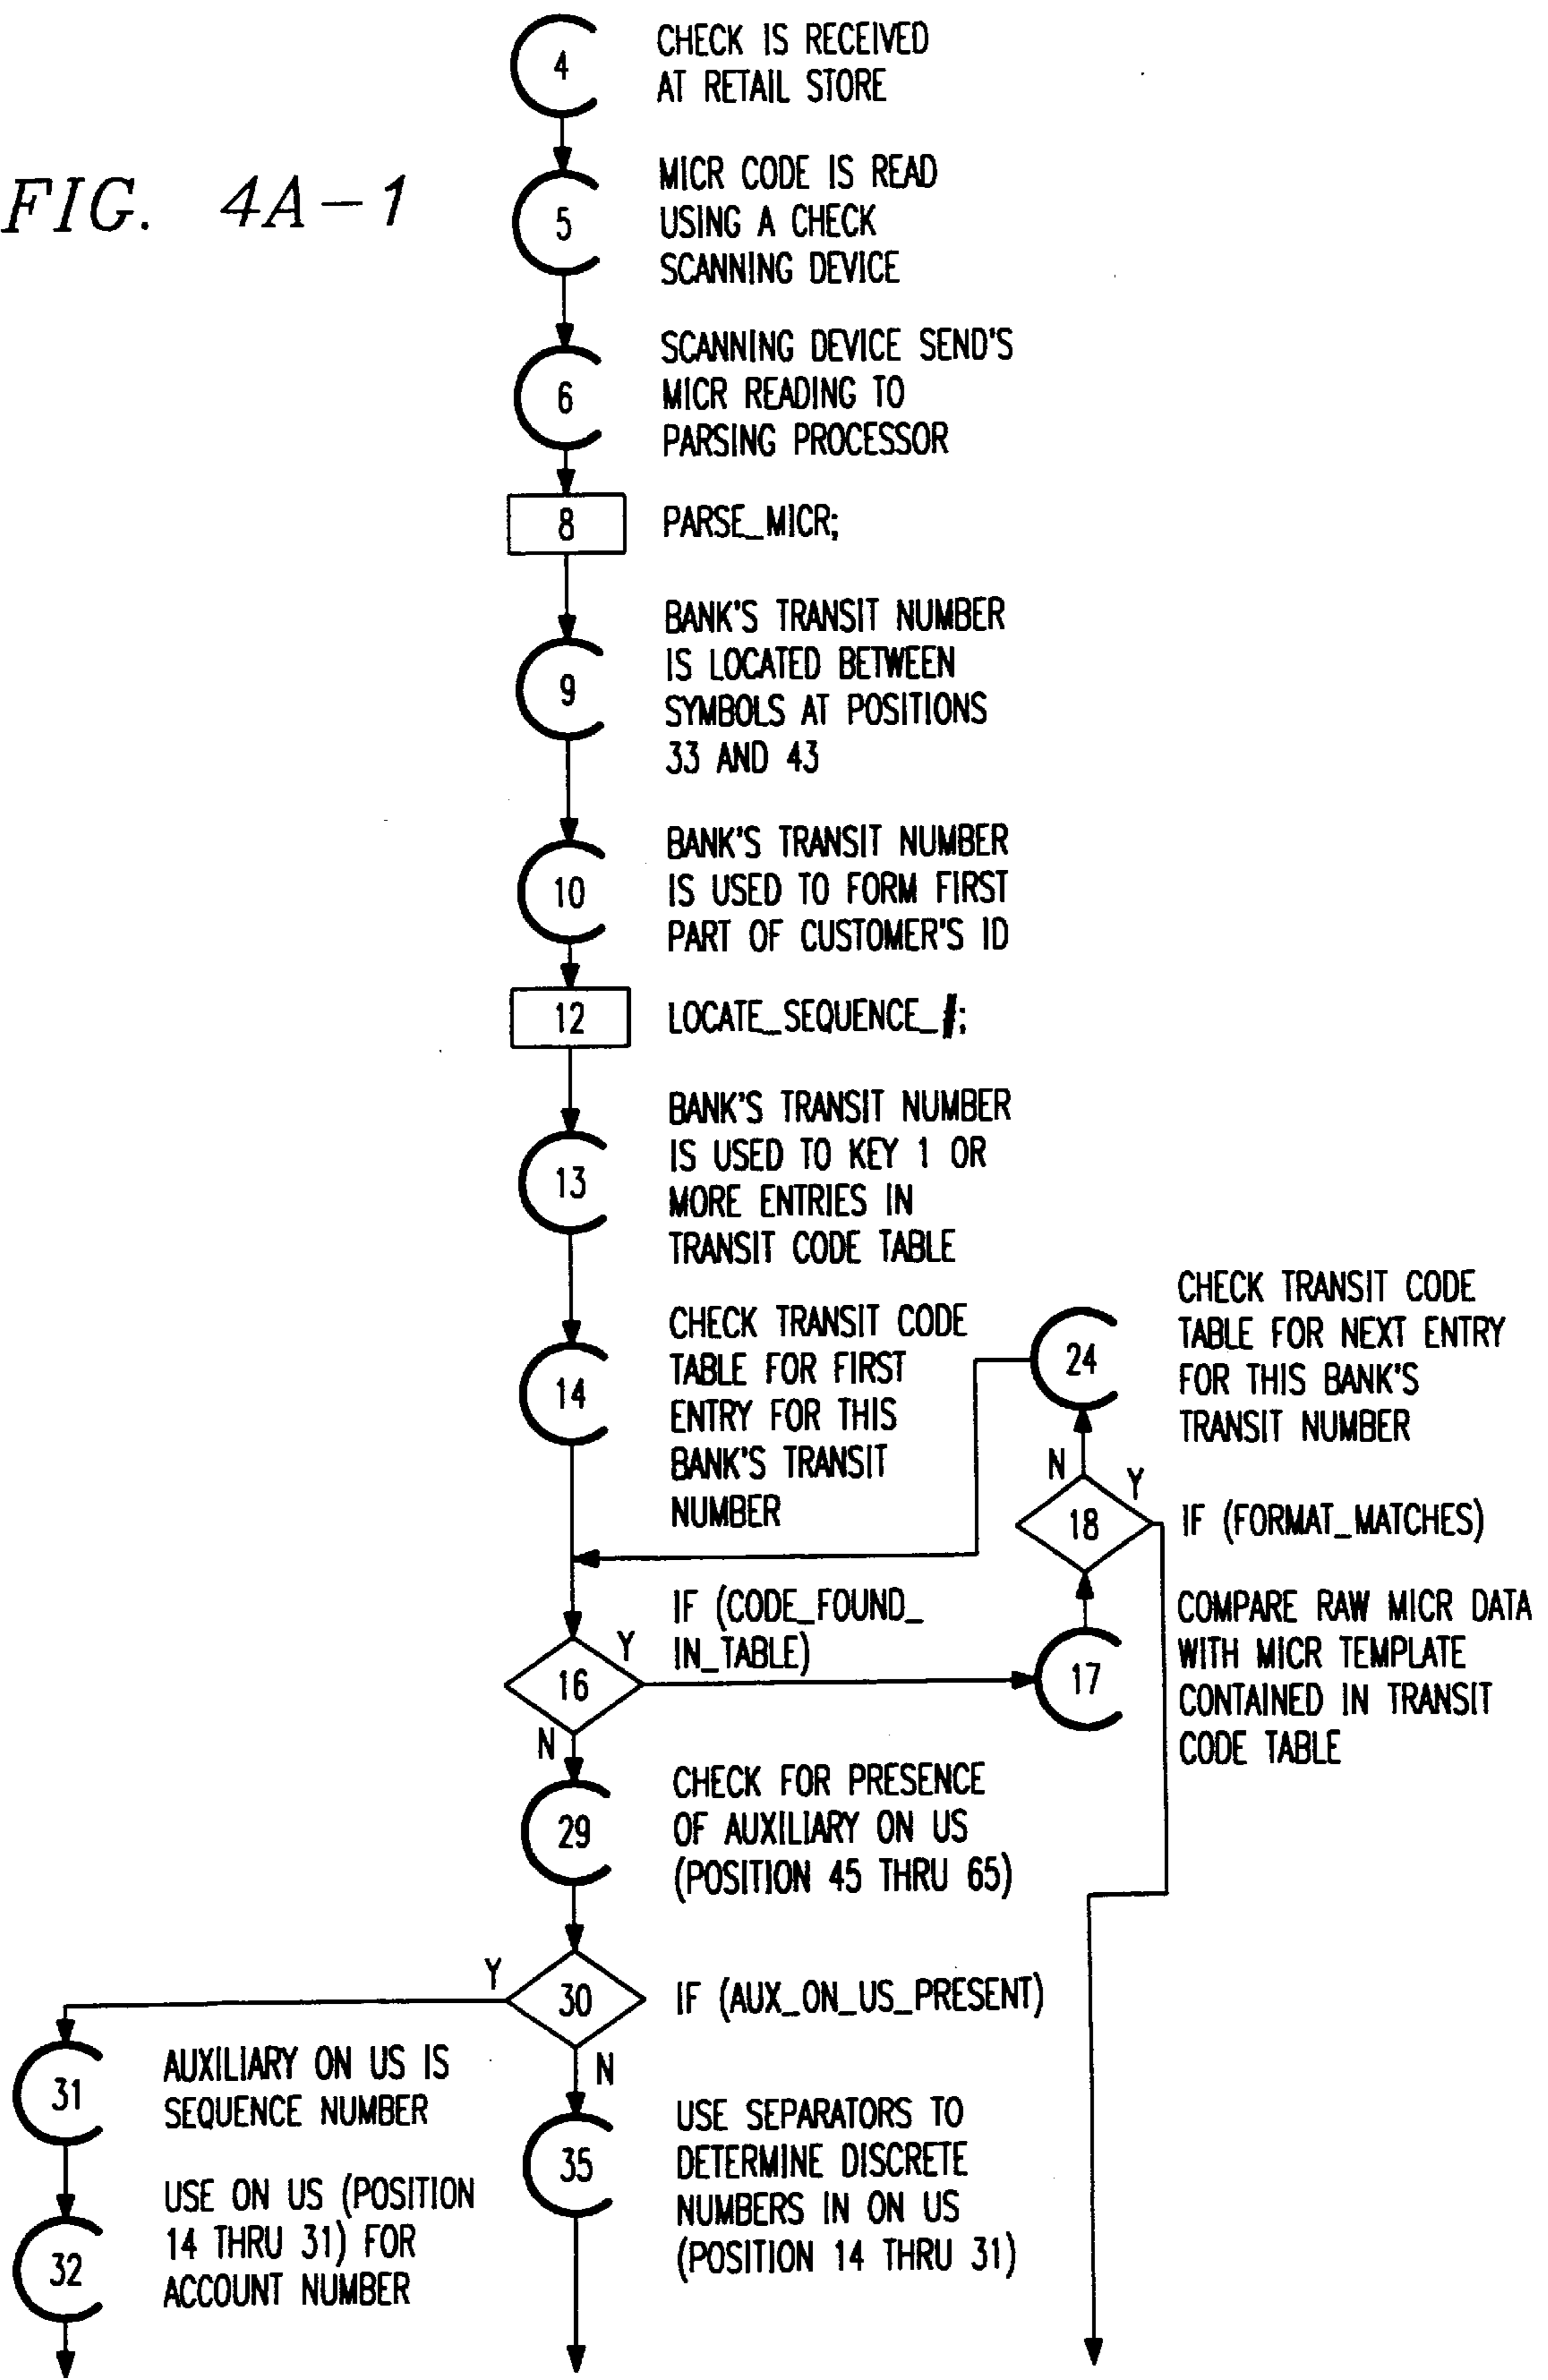 FIG. 4A-1
4
CHECK IS RECEIVED
AT RETAIL STORE
5
MICR CODE IS READ
USING A CHECK
SCANNING DEVICE
6
SCANNING DEVICE SEND'S
MICR READING TO
PARSING PROCESSOR
8
PARSE_MICR;
9
BANK'S TRANSIT NUMBER
IS LOCATED BETWEEN
SYMBOLS AT POSITIONS
33 AND 43
10
BANK'S TRANSIT NUMBER
IS USED TO FORM FIRST
PART OF CUSTOMER'S ID
12
LOCATE_SEQUENCE_#;
13
BANK'S TRANSIT NUMBER
IS USED TO KEY 1 OR
MORE ENTRIES IN
TRANSIT CODE TABLE
14
CHECK TRANSIT CODE
TABLE FOR FIRST
ENTRY FOR THIS
BANK'S TRANSIT
NUMBER
24
CHECK TRANSIT CODE
TABLE FOR NEXT ENTRY
FOR THIS BANK'S
TRANSIT NUMBER
N
Y
18
IF (FORMAT_MATCHES)
16
Y
N
IF (CODE_FOUND_
IN_TABLE)
17
COMPARE RAW MICR DATA
WITH MICR TEMPLATE
CONTAINED IN TRANSIT
CODE TABLE
29
CHECK FOR PRESENCE
OF AUXILIARY ON US
(POSITION 45 THRU 65)
Y
30
N
IF (AUX_ON_US_PRESENT)
31
AUXILIARY ON US IS
SEQUENCE NUMBER
32
USE ON US (POSITION
14 THRU 31) FOR
ACCOUNT NUMBER
35
USE SEPARATORS TO
DETERMINE DISCRETE
NUMBERS IN ON US
(POSITION 14 THRU 31)